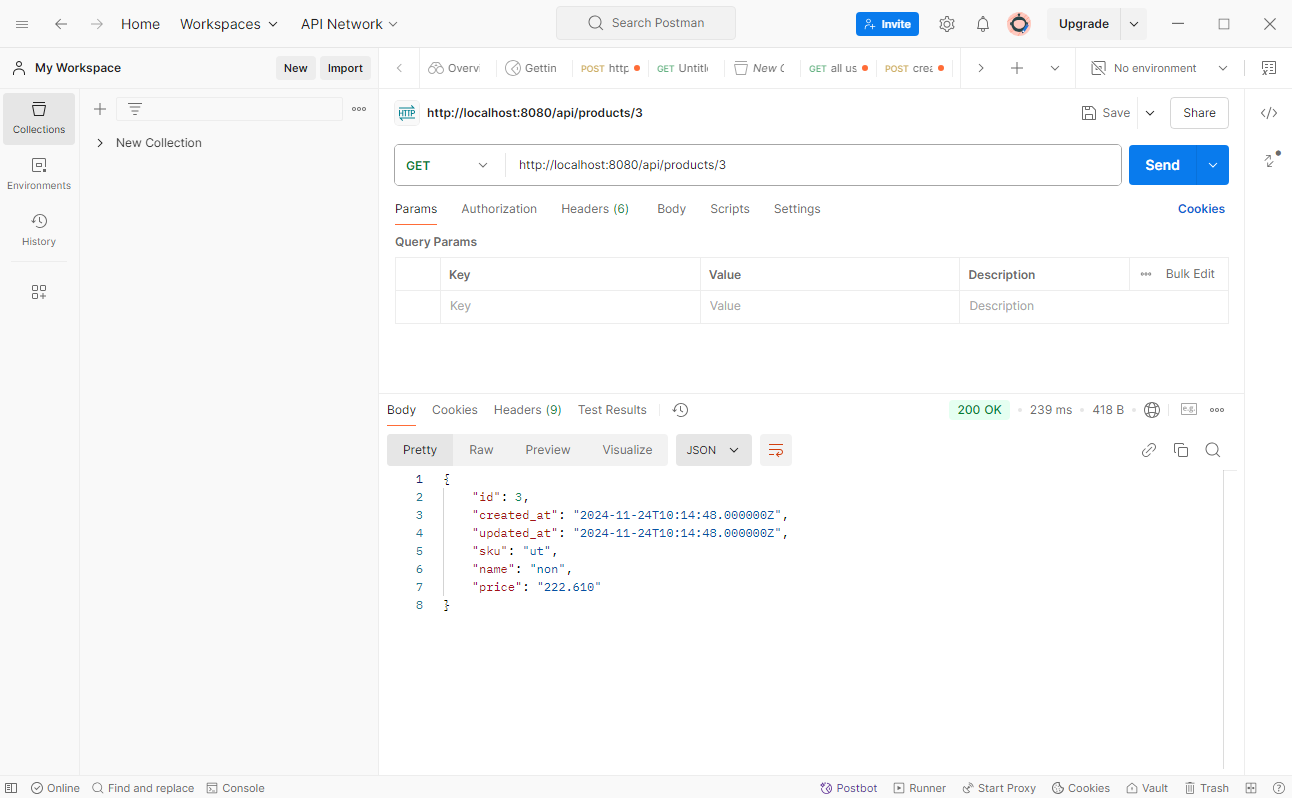 Home Workspaces API Network Search Postman Invite Upgrade
My Workspace New Import Overvi Gettin POST http GET Untitle New C GET all us POST crea No environment
Collections
Environments
History
New Collection
HTTP http://localhost:8080/api/products/3 Save Share
GET http://localhost:8080/api/products/3 Send
Params Authorization Headers (6) Body Scripts Settings Cookies
Query Params
Key Value Description Bulk Edit
Key Value Description
Body Cookies Headers (9) Test Results 200 OK 239 ms 418 B e.g.
Pretty Raw Preview Visualize JSON
1 {
2 "id": 3,
3 "created_at": "2024-11-24T10:14:48.000000Z",
4 "updated_at": "2024-11-24T10:14:48.000000Z",
5 "sku": "ut",
6 "name": "non",
7 "price": "222.610"
8 }
Online Find and replace Console Postbot Runner Start Proxy Cookies Vault Trash